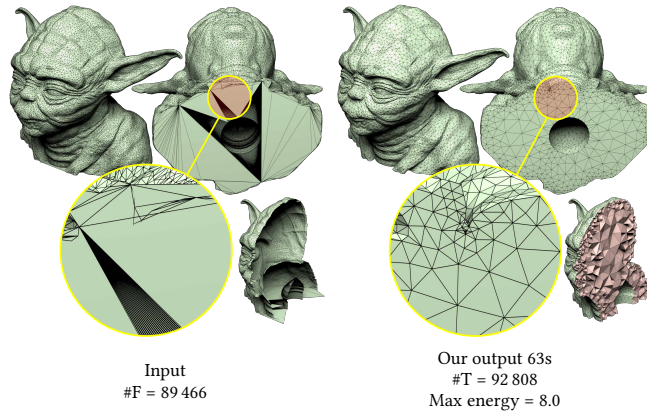 Input
#F = 89 466
Our output 63s
#T = 92 808
Max energy = 8.0